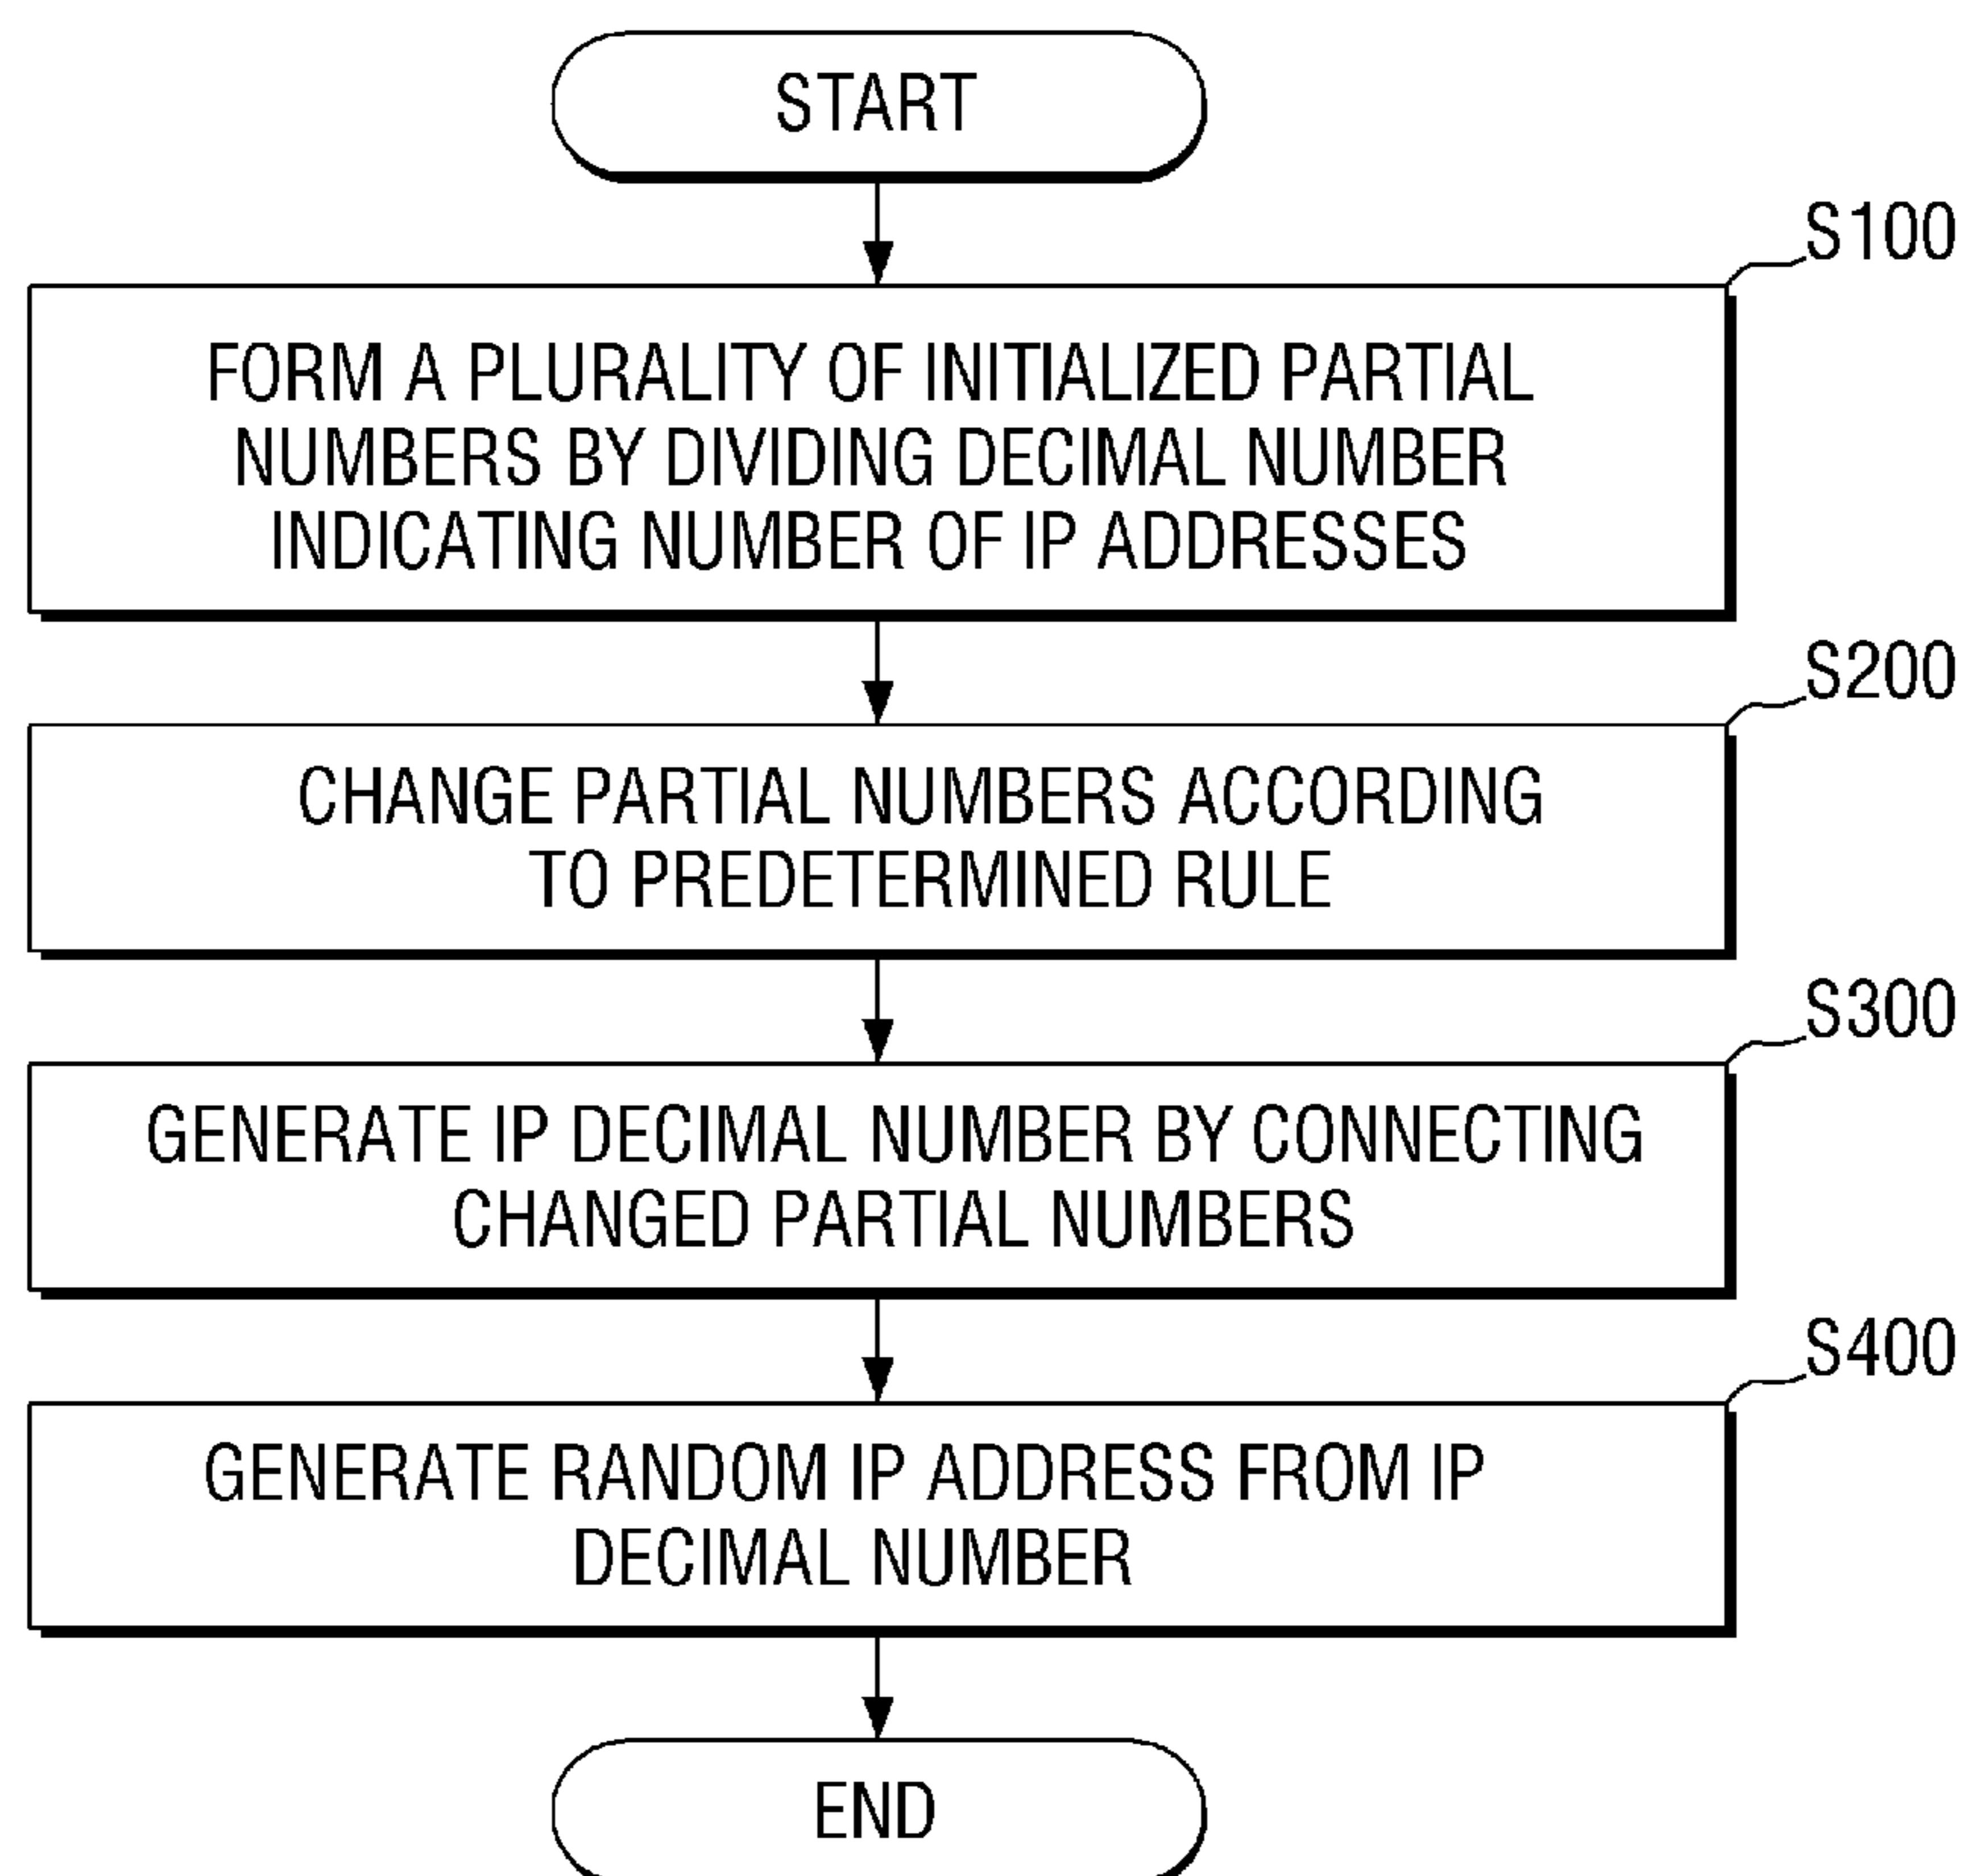 START
S100
FORM A PLURALITY OF INITIALIZED PARTIAL
NUMBERS BY DIVIDING DECIMAL NUMBER
INDICATING NUMBER OF IP ADDRESSES
S200
CHANGE PARTIAL NUMBERS ACCORDING
TO PREDETERMINED RULE
S300
GENERATE IP DECIMAL NUMBER BY CONNECTING
CHANGED PARTIAL NUMBERS
S400
GENERATE RANDOM IP ADDRESS FROM IP
DECIMAL NUMBER
END